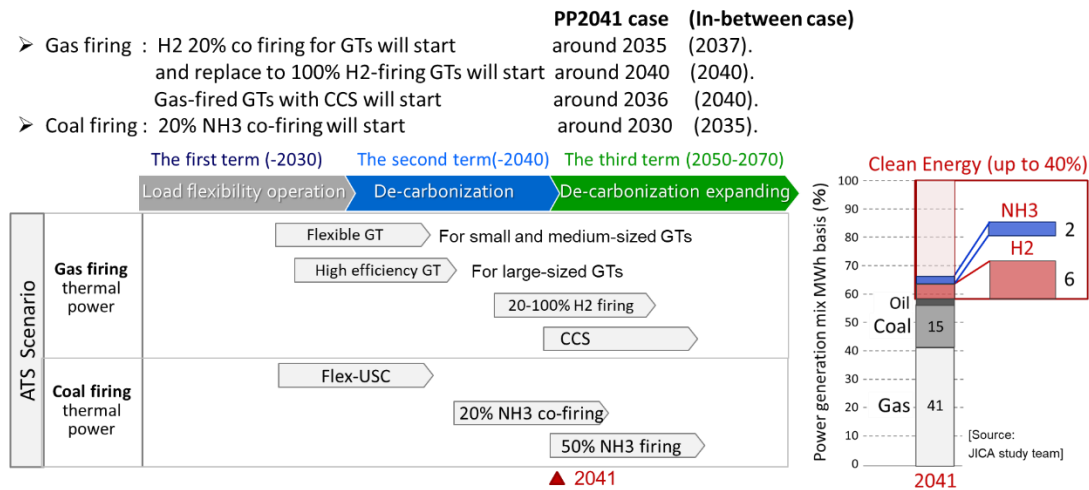 PP2041 case (In-between case)
➢ Gas firing : H2 20% co firing for GTs will start around 2035 (2037).
and replace to 100% H2-firing GTs will start around 2040 (2040).
Gas-fired GTs with CCS will start around 2036 (2040).
➢ Coal firing : 20% NH3 co-firing will start around 2030 (2035).
The first term (-2030) The second term(-2040) The third term (2050-2070)
Load flexibility operation De-carbonization De-carbonization expanding
ATS Scenario
Gas firing
thermal
power
Flexible GT For small and medium-sized GTs
High efficiency GT For large-sized GTs
20-100% H2 firing
CCS
Coal firing
thermal
power
Flex-USC
20% NH3 co-firing
50% NH3 firing
▲ 2041
Clean Energy (up to 40%)
Power generation mix MWh basis (%)
100
90
80
70
60
50
40
30
20
10
0
NH3
2
H2
6
Oil
Coal 15
Gas 41
[Source:
JICA study team]
2041